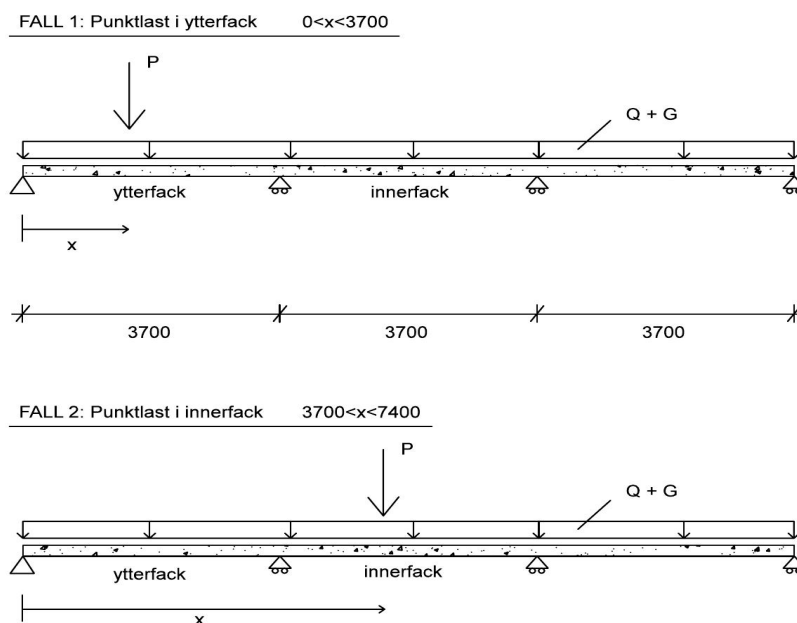 FALL 1: Punktlast i ytterfack 0<x<3700
P
Q + G
ytterfack innerfack
x
3700 3700 3700
FALL 2: Punktlast i innerfack 3700<x<7400
P
Q + G
ytterfack innerfack
x